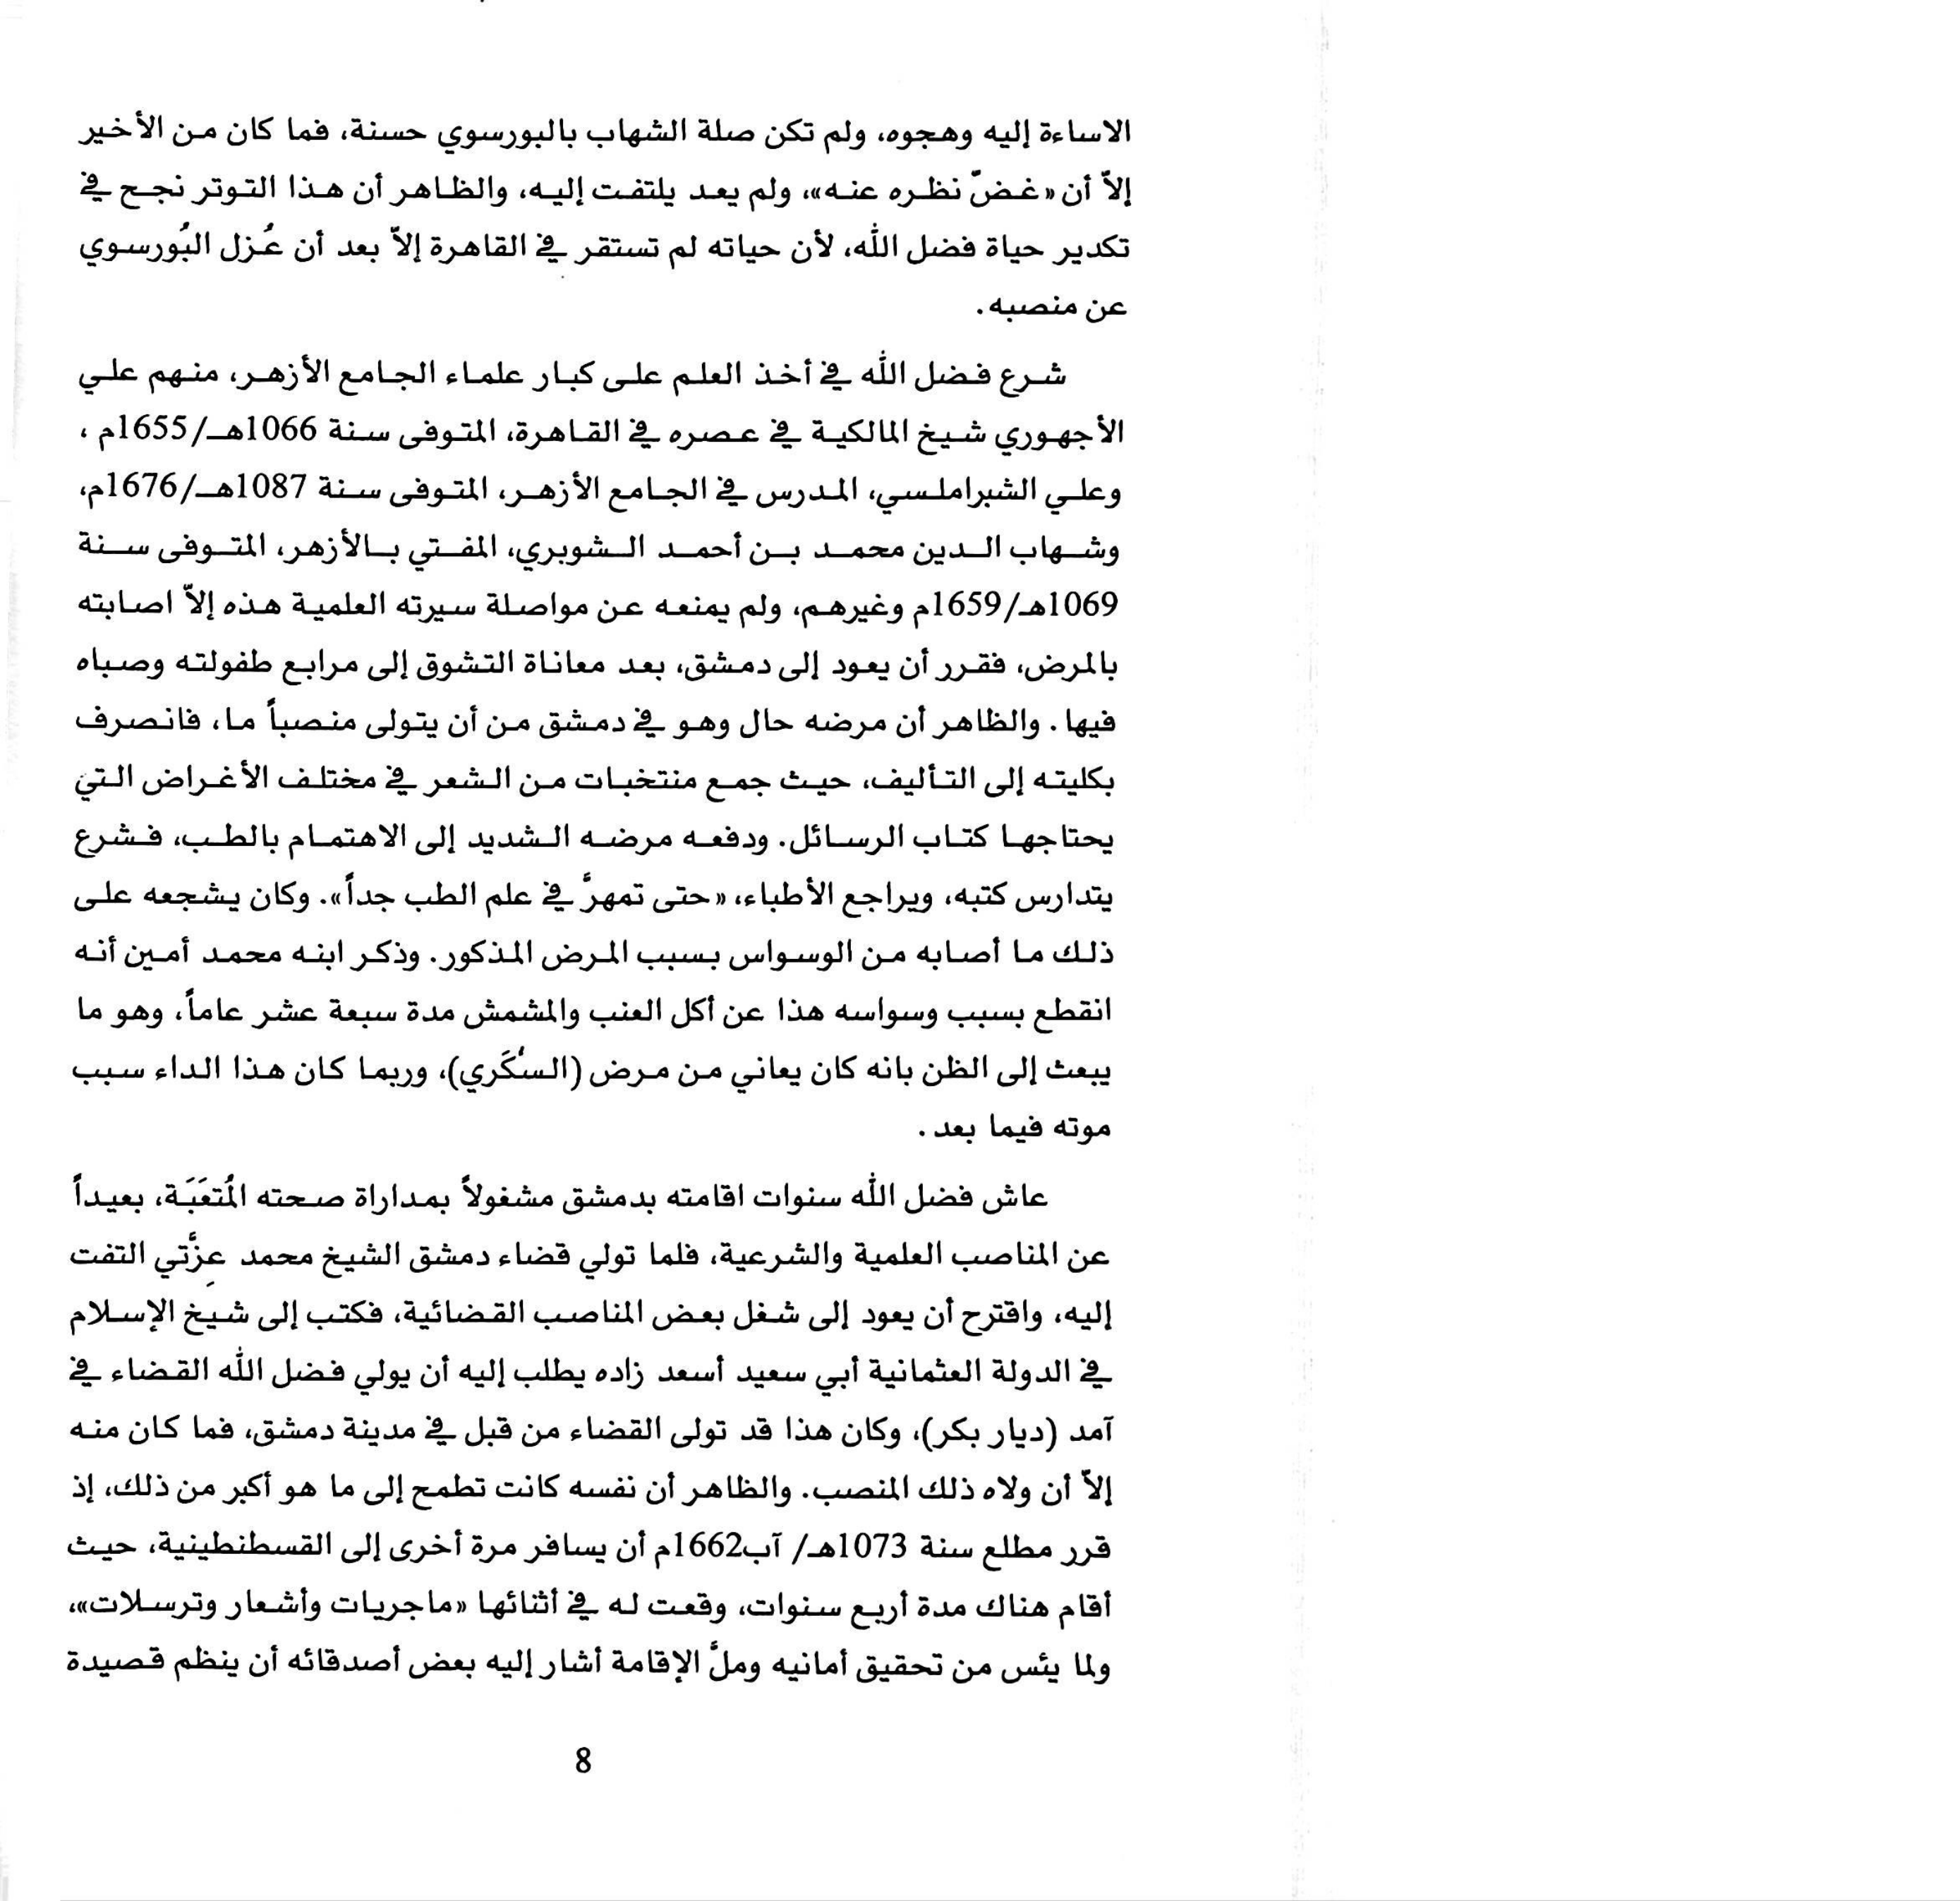 الاساءة إليه وهجوه، ولم تكن صلة الشهاب بالبورسوي حسنة، فما كان من الأخير
إلاّ أن «غضّ نظره عنه»، ولم يعد يلتفت إليه، والظاهر أن هذا التوتر نجح في
تكدير حياة فضل الله، لأن حياته لم تستقر في القاهرة إلاّ بعد أن عُزل البُورسوي
عن منصبه.
شرع فضل الله في أخذ العلم على كبار علماء الجامع الأزهر، منهم علي
الأجهوري شيخ المالكية في عصره في القاهرة، المتوفى سنة 1066هـ/1655م ،
وعلي الشبراملسي، المدرس في الجامع الأزهر، المتوفى سنة 1087هـ/1676م،
وشهاب الدين محمد بن أحمد الشوبري، المفتي بالأزهر، المتوفى سنة
1069هـ/1659م وغيرهم، ولم يمنعه عن مواصلة سيرته العلمية هذه إلاّ اصابته
بالمرض، فقرر أن يعود إلى دمشق، بعد معاناة التشوق إلى مرابع طفولته وصباه
فيها. والظاهر أن مرضه حال وهو في دمشق من أن يتولى منصباً ما، فانصرف
بكليته إلى التأليف، حيث جمع منتخبات من الشعر في مختلف الأغراض التي
يحتاجها كتاب الرسائل. ودفعه مرضه الشديد إلى الاهتمام بالطب، فشرع
يتدارس كتبه، ويراجع الأطباء، «حتى تمهرَّ في علم الطب جداً». وكان يشجعه على
ذلك ما أصابه من الوسواس بسبب المرض المذكور. وذكر ابنه محمد أمين أنه
انقطع بسبب وسواسه هذا عن أكل العنب والمشمش مدة سبعة عشر عاماً، وهو ما
يبعث إلى الظن بانه كان يعاني من مرض (السُكَري)، وربما كان هذا الداء سبب
موته فيما بعد.
عاش فضل الله سنوات اقامته بدمشق مشغولاً بمداراة صحته المُتعَبَة، بعيداً
عن المناصب العلمية والشرعية، فلما تولي قضاء دمشق الشيخ محمد عِزَّتي التفت
إليه، واقترح أن يعود إلى شغل بعض المناصب القضائية، فكتب إلى شيخ الإسلام
في الدولة العثمانية أبي سعيد أسعد زاده يطلب إليه أن يولي فضل الله القضاء في
آمد (ديار بكر)، وكان هذا قد تولى القضاء من قبل في مدينة دمشق، فما كان منه
إلاّ أن ولاه ذلك المنصب. والظاهر أن نفسه كانت تطمح إلى ما هو أكبر من ذلك، إذ
قرر مطلع سنة 1073هـ/ آب1662م أن يسافر مرة أخرى إلى القسطنطينية، حيث
أقام هناك مدة أربع سنوات، وقعت له في أثنائها «ماجريات وأشعار وترسلات»،
ولما يئس من تحقيق أمانيه وملَّ الإقامة أشار إليه بعض أصدقائه أن ينظم قصيدة
8